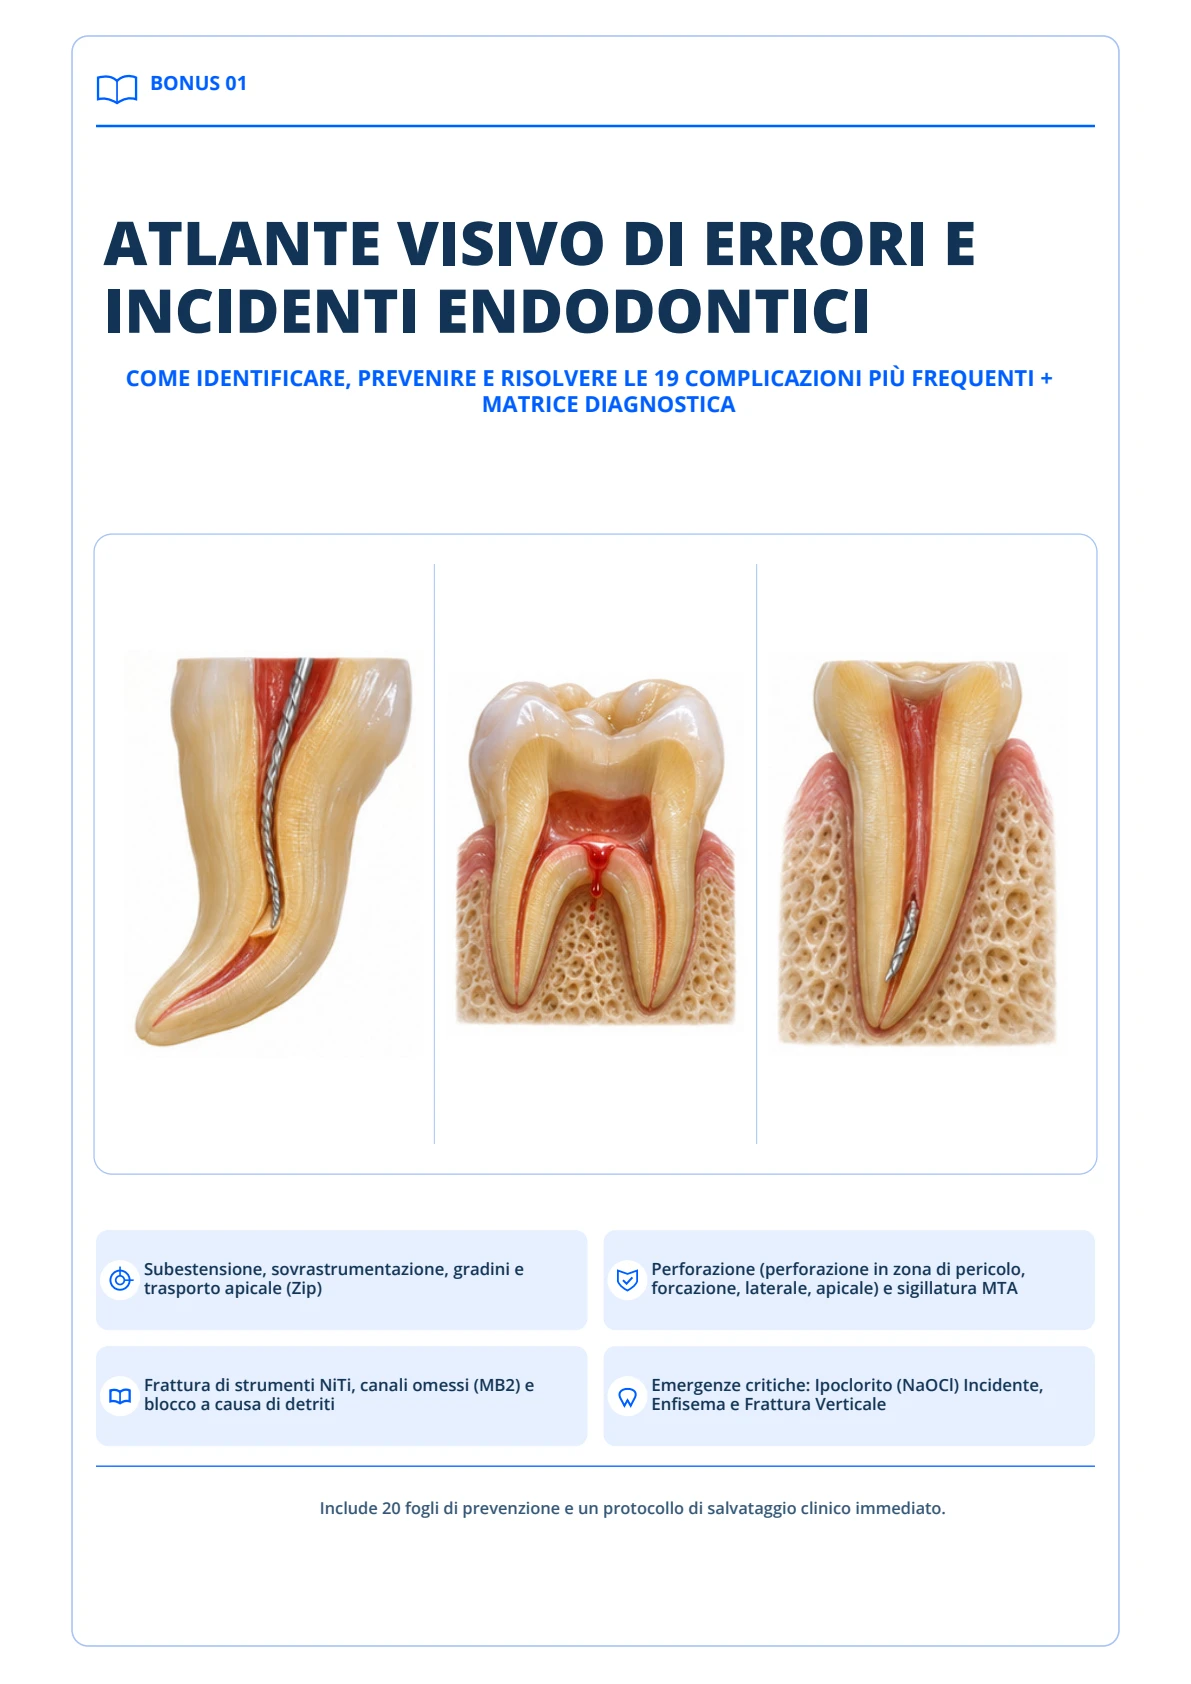 BONUS 01
ATLANTE VISIVO DI ERRORI E
INCIDENTI ENDODONTICI
COME IDENTIFICARE, PREVENIRE E RISOLVERE LE 19 COMPLICAZIONI PIÙ FREQUENTI +
MATRICE DIAGNOSTICA
Subestensione, sovrastrumentazione, gradini e
trasporto apicale (Zip)
Perforazione (perforazione in zona di pericolo,
forcazione, laterale, apicale) e sigillatura MTA
Frattura di strumenti NiTi, canali omessi (MB2) e
blocco a causa di detriti
Emergenze critiche: Ipoclorito (NaOCl) Incidente,
Enfisema e Frattura Verticale
Include 20 fogli di prevenzione e un protocollo di salvataggio clinico immediato.